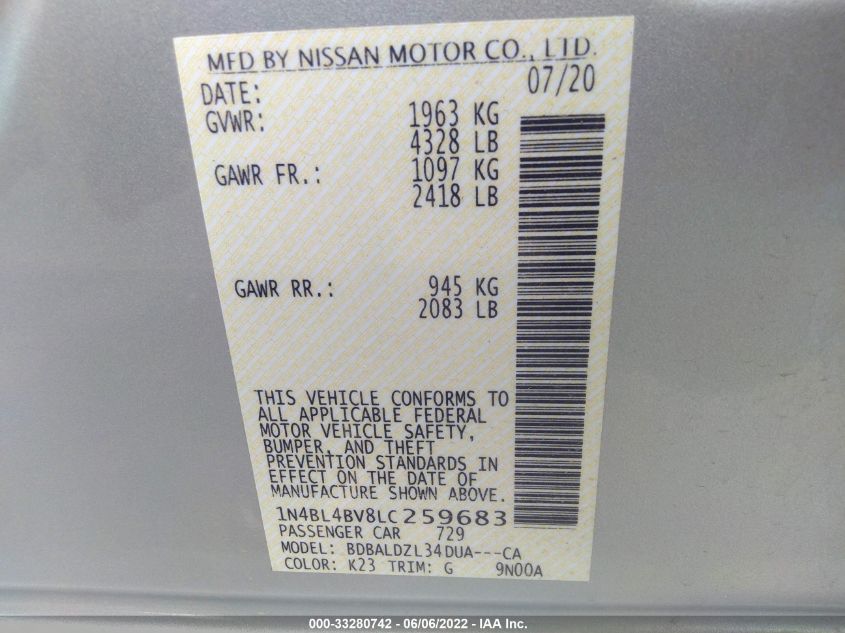 MFD BY NISSAN MOTOR CO., LTD.
DATE: 07/20
GVWR: 1963 KG
4328 LB
GAWR FR.: 1097 KG
2418 LB
GAWR RR.: 945 KG
2083 LB
THIS VEHICLE CONFORMS TO
ALL APPLICABLE FEDERAL
MOTOR VEHICLE SAFETY,
BUMPER, AND THEFT
PREVENTION STANDARDS IN
EFFECT ON THE DATE OF
MANUFACTURE SHOWN ABOVE.
1N4BL4BV8LC259683
PASSENGER CAR 729
MODEL: BDBALDZL34DUA---CA
COLOR: K23 TRIM: G 9N00A
000-33280742 - 06/06/2022 - IAA Inc.